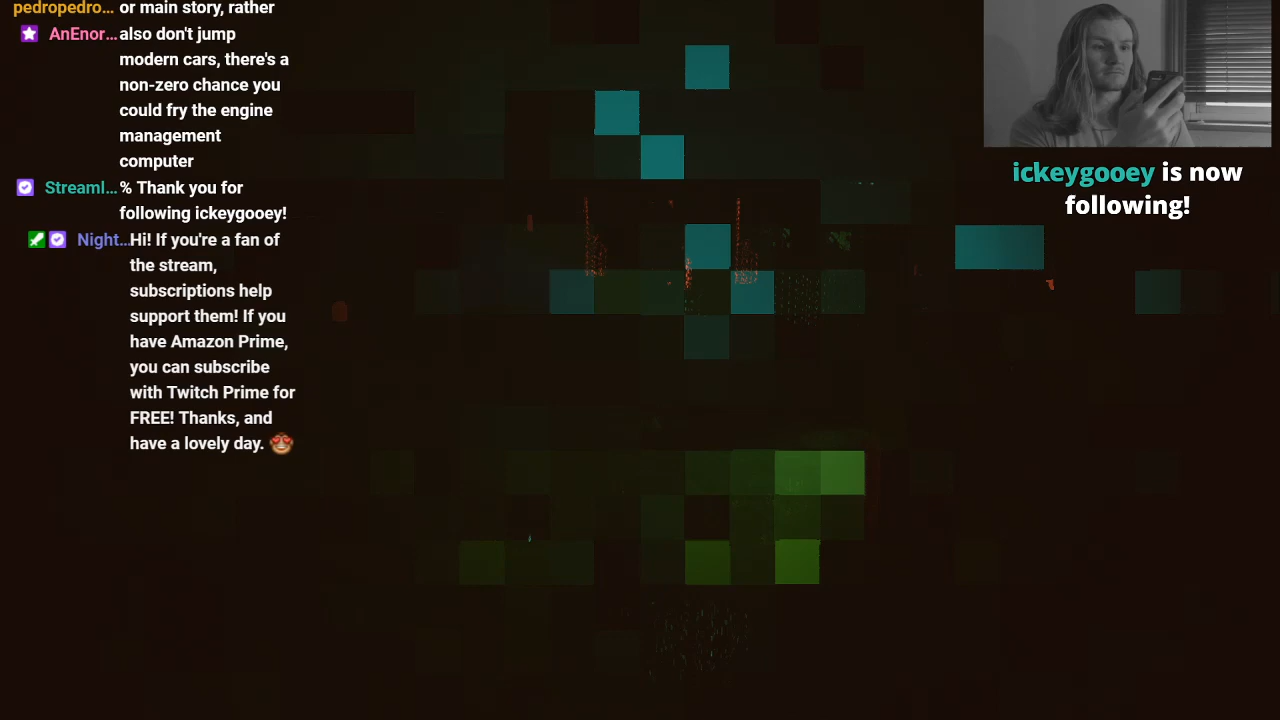 pedropedro... or main story, rather
AnEnor... also don't jump
modern cars, there's a
non-zero chance you
could fry the engine
management
computer
Streaml... % Thank you for
following ickeygooey!
Night... Hi! If you're a fan of
the stream,
subscriptions help
support them! If you
have Amazon Prime,
you can subscribe
with Twitch Prime for
FREE! Thanks, and
have a lovely day.
ickeygooey is now
following!